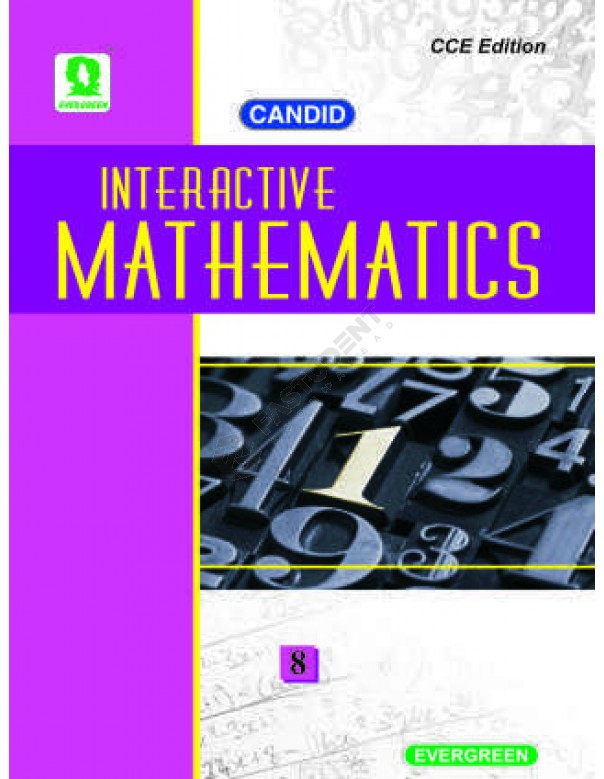 CCE Edition
EVERGREEN
CANDID
INTERACTIVE
MATHEMATICS
8
EVERGREEN